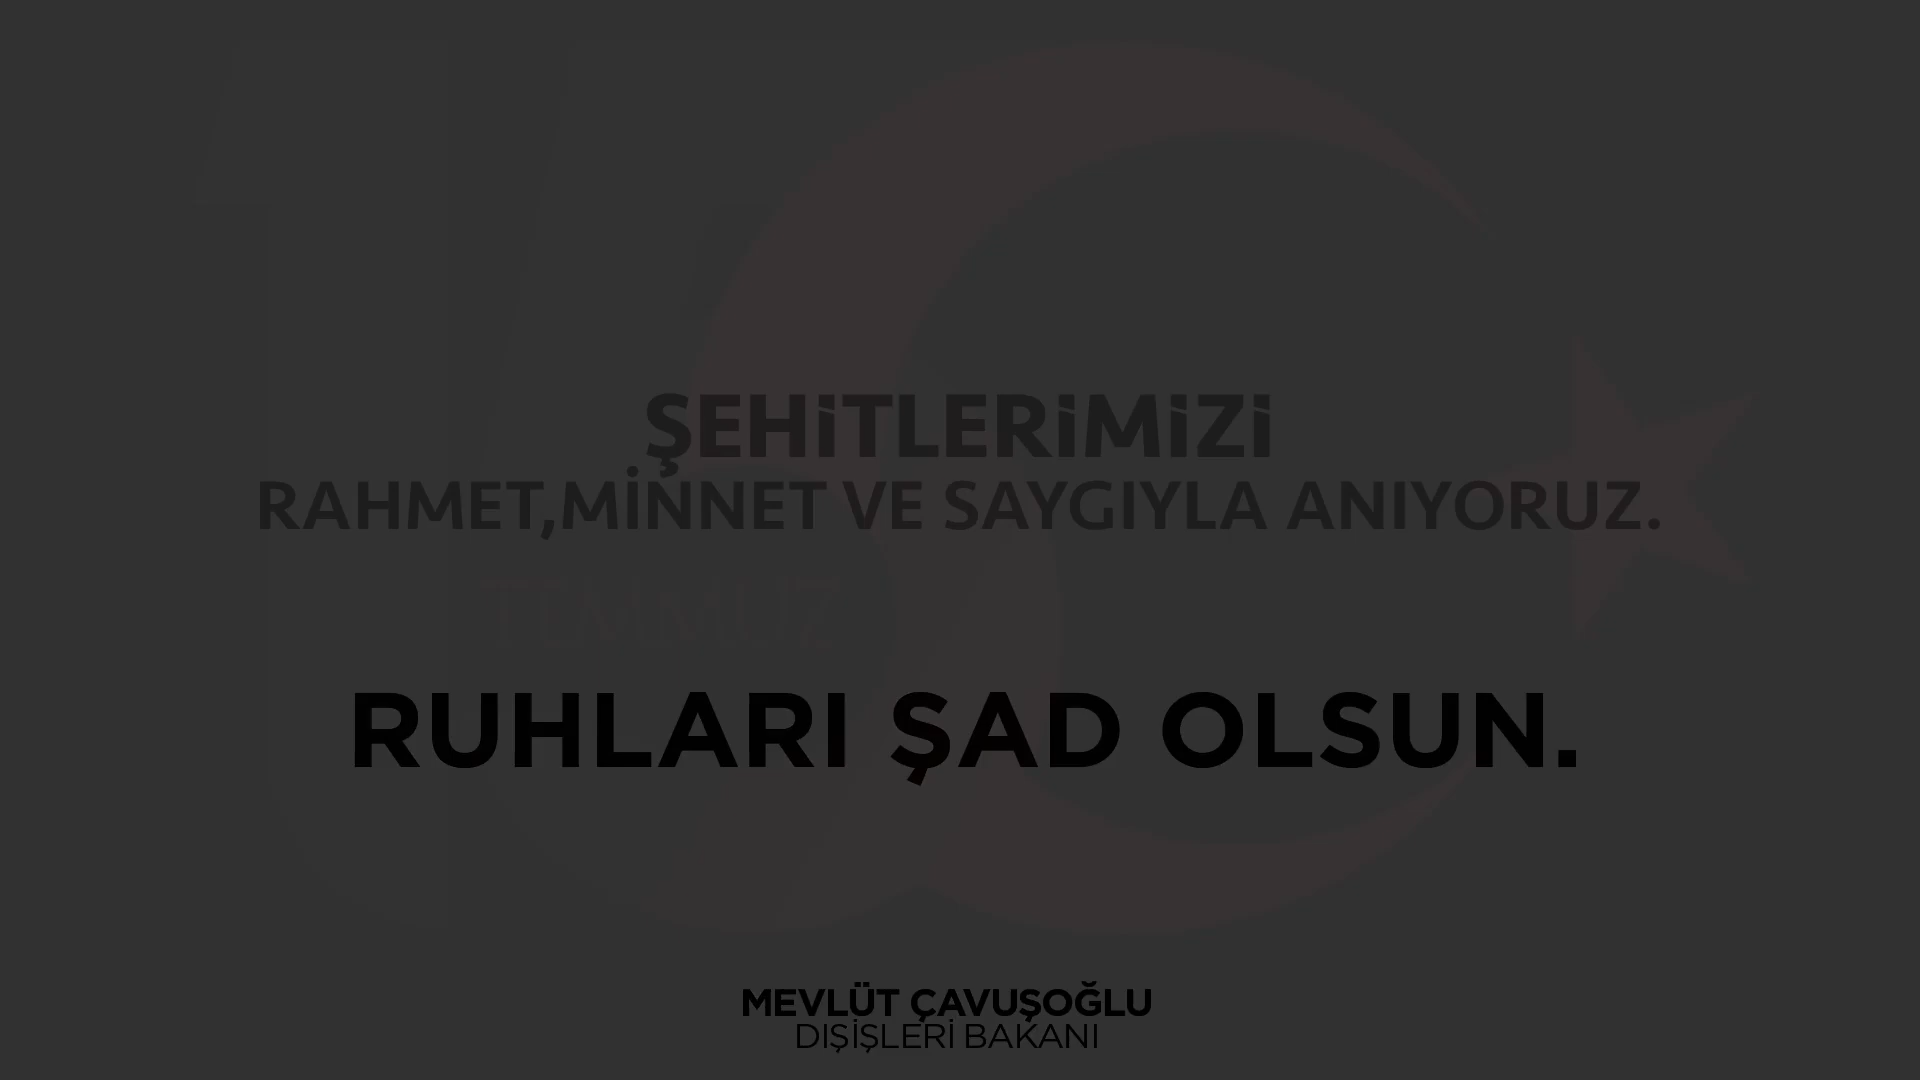 ŞEHİTLERİMİZİ
RAHMET,MİNNET VE SAYGIYLA ANIYORUZ.
TEMMUZ
RUHLARI ŞAD OLSUN.
MEVLÜT ÇAVUŞOĞLU
DIŞİŞLERİ BAKANI